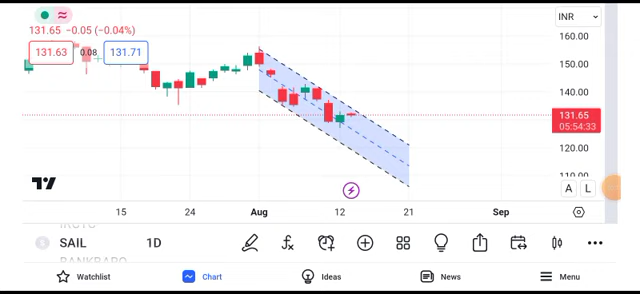 INR
131.65 −0.05 (−0.04%)
131.63 0.08 131.71
160.00
150.00
140.00
131.65
05:54:33
120.00
110.00
A L
15 24 Aug 12 21 Sep
SAIL 1D
Watchlist Chart Ideas News Menu